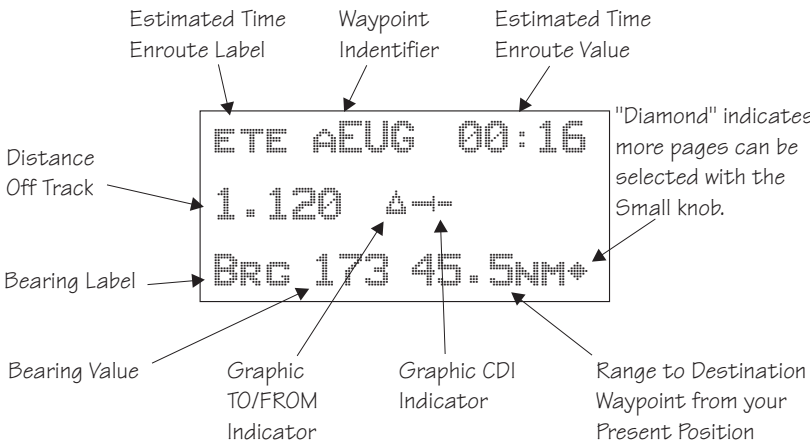 Estimated Time
Enroute Label
Waypoint
Indentifier
Estimated Time
Enroute Value
ETE AEUG 00:16
"Diamond" indicates
more pages can be
selected with the
Small knob.
Distance
Off Track
1.120
Bearing Label
BRG 173 45.5NM
Bearing Value
Graphic
TO/FROM
Indicator
Graphic CDI
Indicator
Range to Destination
Waypoint from your
Present Position